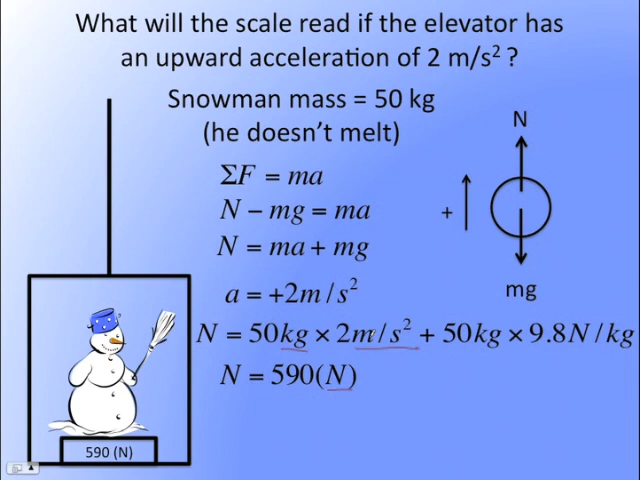 What will the scale read if the elevator has
an upward acceleration of 2 m/s² ?
Snowman mass = 50 kg
(he doesn't melt)
ΣF = ma
N − mg = ma
N = ma + mg
a = +2m / s²
N = 50kg × 2m / s² + 50kg × 9.8N / kg
N = 590(N)
N
+
mg
590 (N)